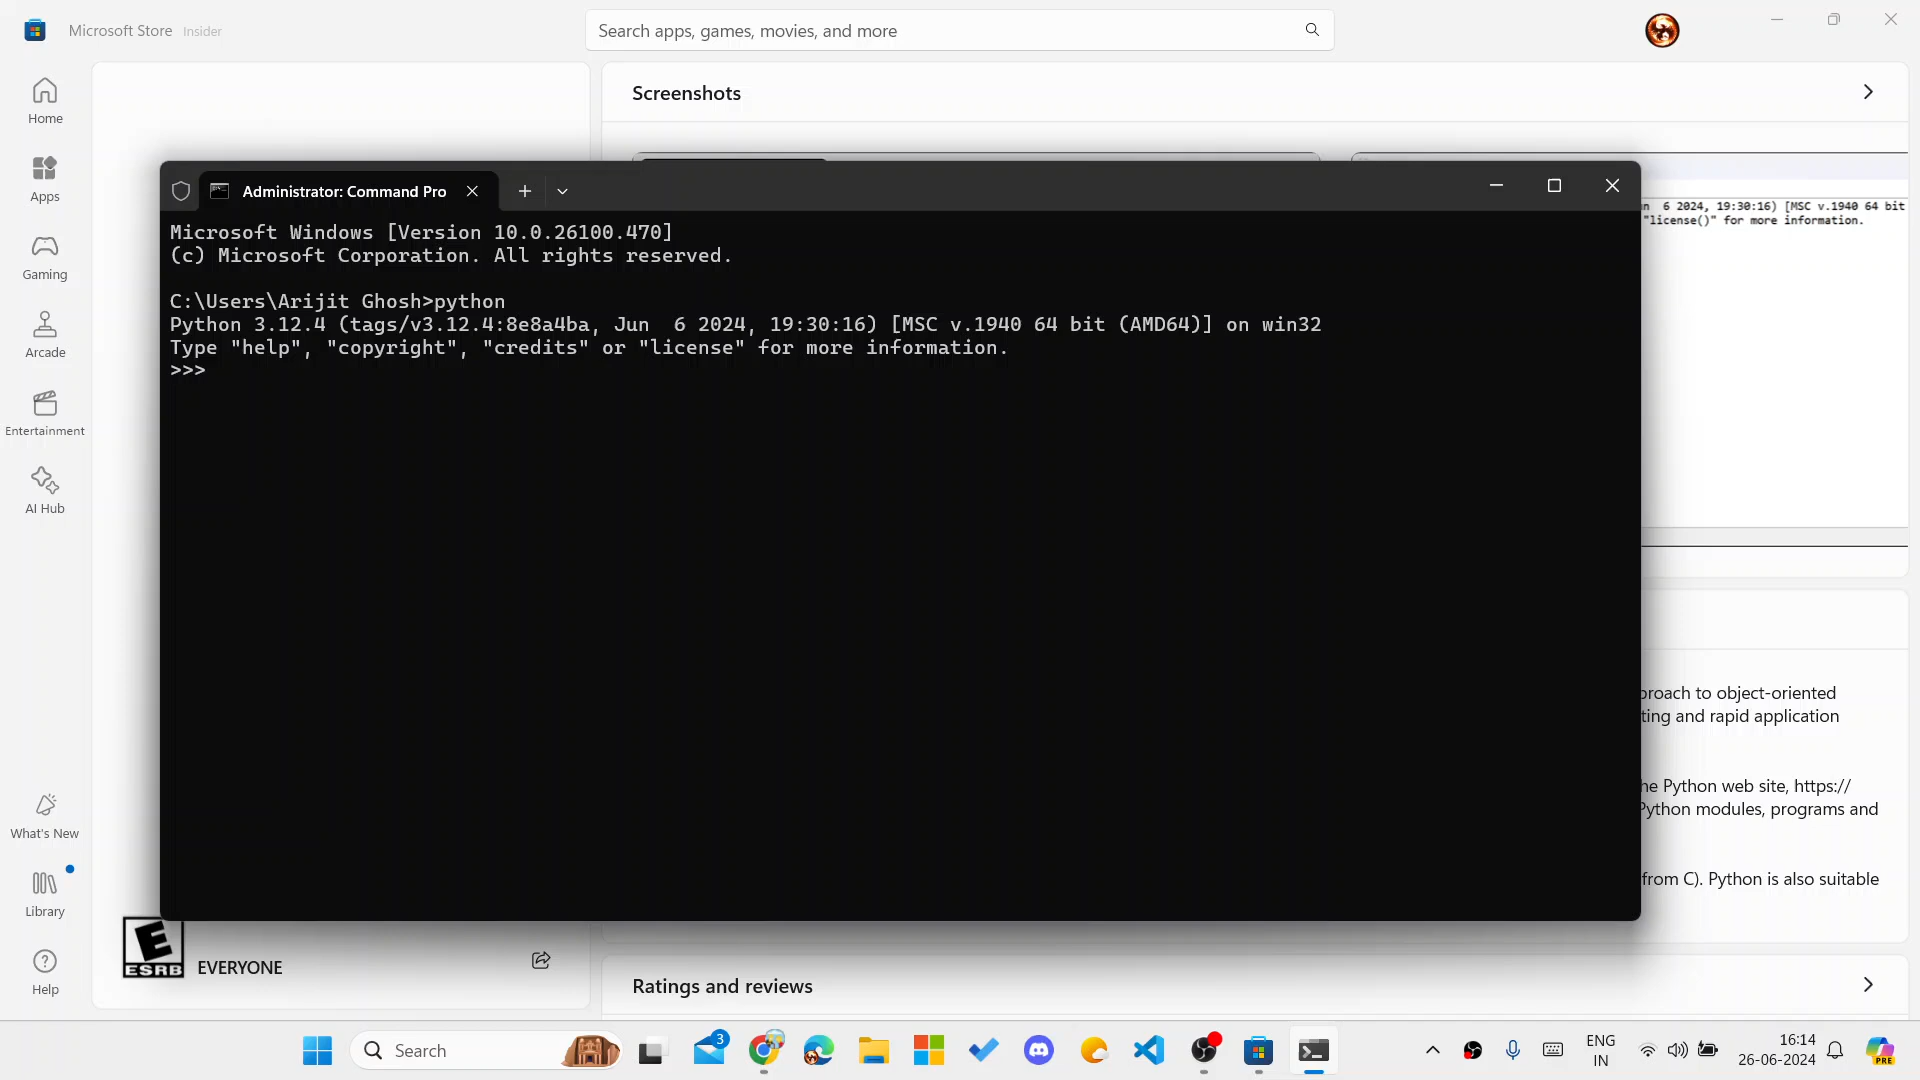 Microsoft Store Insider
Search apps, games, movies, and more
Home
Apps
Gaming
Arcade
Entertainment
AI Hub
What's New
Library
Help
Screenshots
n 6 2024, 19:30:16) [MSC v.1940 64 bit
"license()" for more information.
Administrator: Command Pro
Microsoft Windows [Version 10.0.26100.470]
(c) Microsoft Corporation. All rights reserved.
C:\Users\Arijit Ghosh>python
Python 3.12.4 (tags/v3.12.4:8e8a4ba, Jun  6 2024, 19:30:16) [MSC v.1940 64 bit (AMD64)] on win32
Type "help", "copyright", "credits" or "license" for more information.
>>>
proach to object-oriented
ting and rapid application
he Python web site, https://
Python modules, programs and
from C). Python is also suitable
E
ESRB
EVERYONE
Ratings and reviews
Search
3
ENG
IN
16:14
26-06-2024
PRE